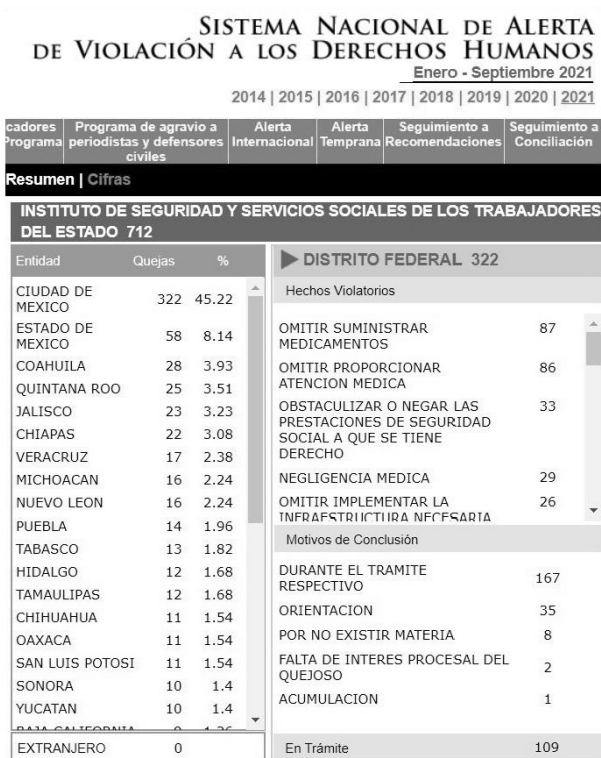 SISTEMA NACIONAL DE ALERTA
DE VIOLACIÓN A LOS DERECHOS HUMANOS
Enero - Septiembre 2021
2014 | 2015 | 2016 | 2017 | 2018 | 2019 | 2020 | 2021
cadores Programa de agravio a Alerta Alerta Seguimiento a Seguimiento a
Programa periodistas y defensores Internacional Temprana Recomendaciones Conciliación
civiles
Resumen | Cifras
INSTITUTO DE SEGURIDAD Y SERVICIOS SOCIALES DE LOS TRABAJADORES
DEL ESTADO 712
Entidad Quejas %
CIUDAD DE
MEXICO 322 45.22
ESTADO DE
MEXICO 58 8.14
COAHUILA 28 3.93
QUINTANA ROO 25 3.51
JALISCO 23 3.23
CHIAPAS 22 3.08
VERACRUZ 17 2.38
MICHOACAN 16 2.24
NUEVO LEON 16 2.24
PUEBLA 14 1.96
TABASCO 13 1.82
HIDALGO 12 1.68
TAMAULIPAS 12 1.68
CHIHUAHUA 11 1.54
OAXACA 11 1.54
SAN LUIS POTOSI 11 1.54
SONORA 10 1.4
YUCATAN 10 1.4
BAJA CALIFORNIA 9 1.26
EXTRANJERO 0
DISTRITO FEDERAL 322
Hechos Violatorios
OMITIR SUMINISTRAR 87
MEDICAMENTOS
OMITIR PROPORCIONAR 86
ATENCION MEDICA
OBSTACULIZAR O NEGAR LAS 33
PRESTACIONES DE SEGURIDAD
SOCIAL A QUE SE TIENE
DERECHO
NEGLIGENCIA MEDICA 29
OMITIR IMPLEMENTAR LA 26
INFRAESTRUCTURA NECESARIA
Motivos de Conclusión
DURANTE EL TRAMITE
RESPECTIVO 167
ORIENTACION 35
POR NO EXISTIR MATERIA 8
FALTA DE INTERES PROCESAL DEL
QUEJOSO 2
ACUMULACION 1
En Trámite 109